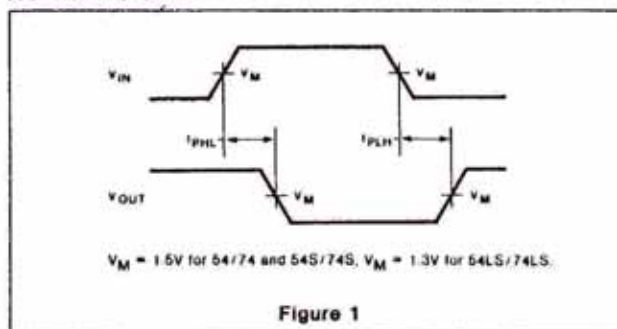 VIN
VM
VM
tPHL
tPLH
VOUT
VM
VM
VM = 1.5V for 54/74 and 54S/74S, VM = 1.3V for 54LS/74LS.
Figure 1